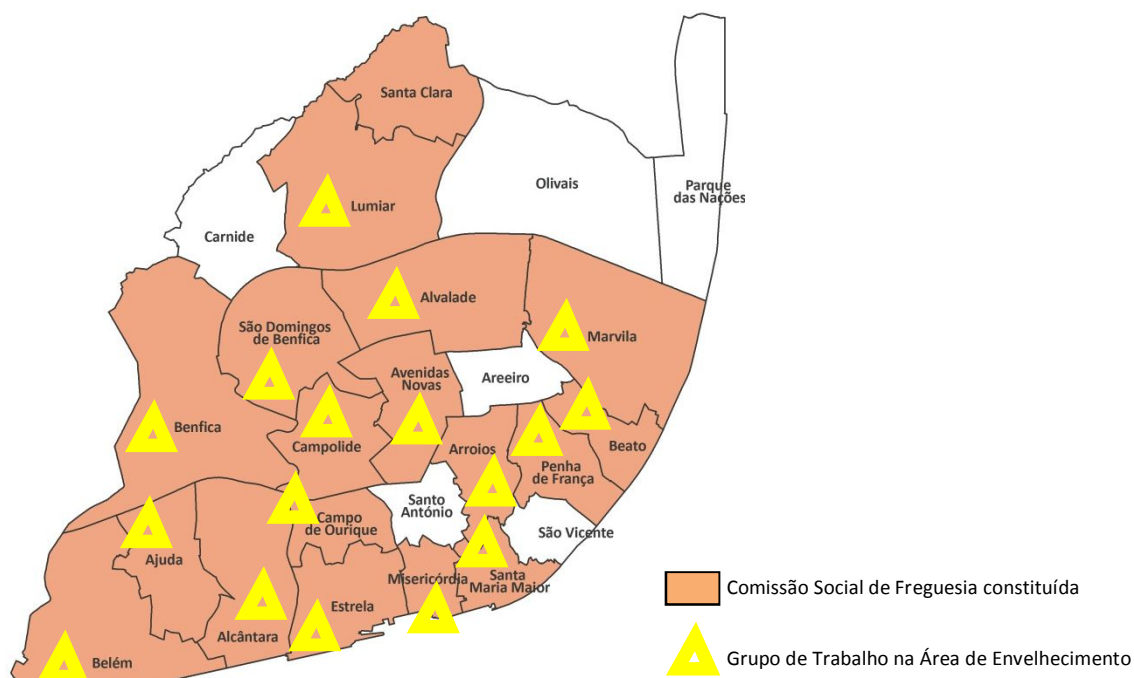 Santa Clara
Olivais
Parque
das Nações
Lumiar
Carnide
Alvalade
São Domingos
de Benfica
Marvila
Avenidas
Novas
Areeiro
Benfica
Campolide
Arroios
Beato
Penha
de França
Santo
António
Campo
de Ourique
São Vicente
Ajuda
Misericórdia
Santa
Maria Maior
Estrela
Alcântara
Belém
Comissão Social de Freguesia constituída
Grupo de Trabalho na Área de Envelhecimento